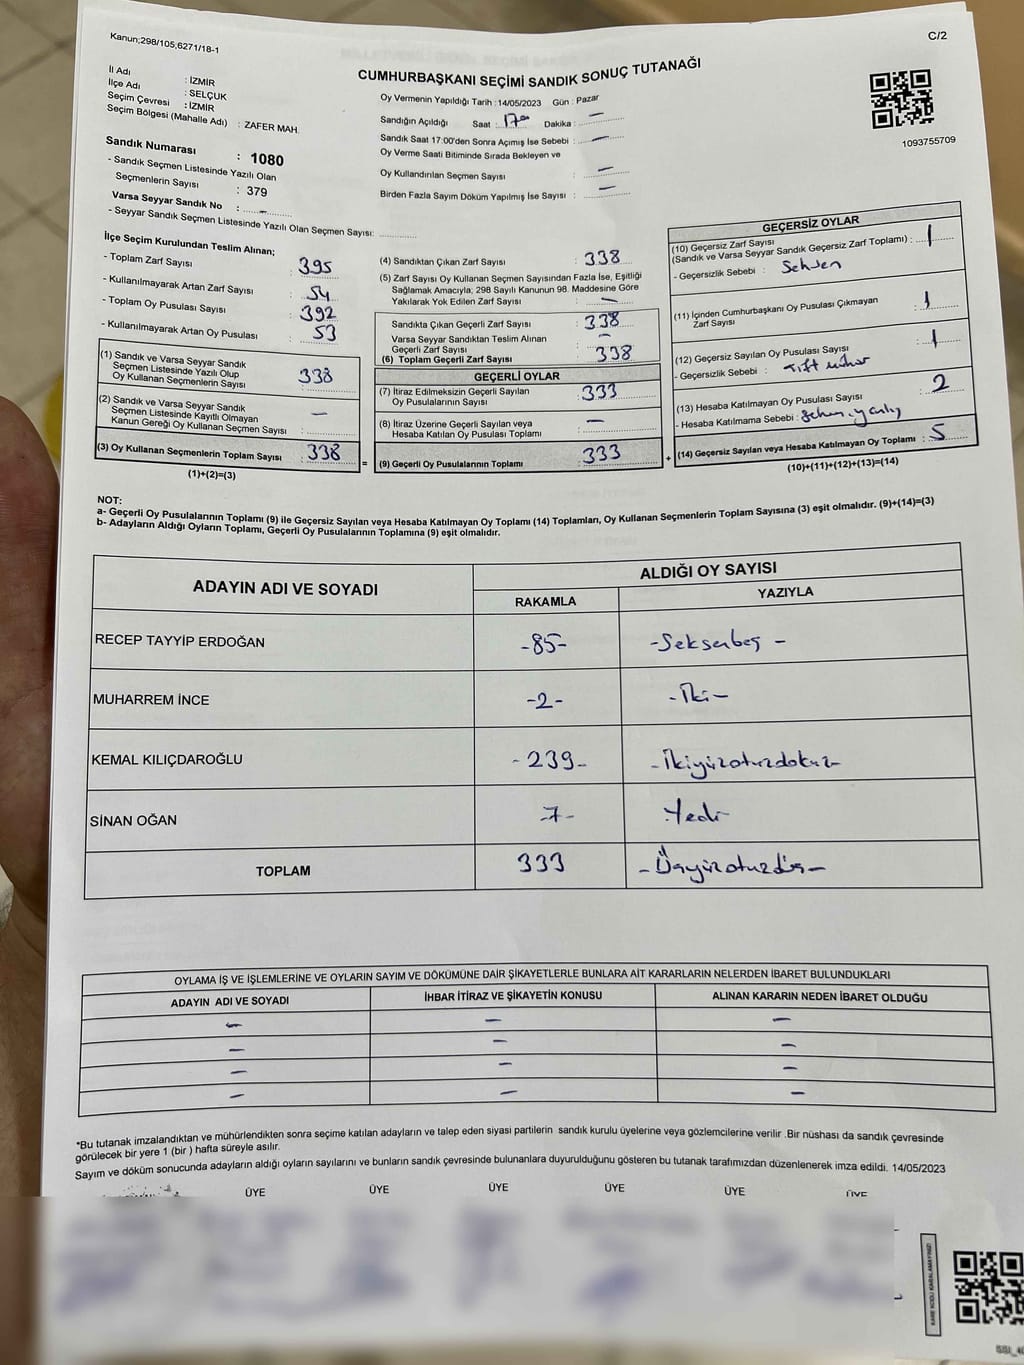 Kanun;298/105,6271/18-1
C/2
CUMHURBAŞKANI SEÇİMİ SANDIK SONUÇ TUTANAĞI
İl Adı : İZMİR
İlçe Adı : SELÇUK
Seçim Çevresi : İZMİR
Seçim Bölgesi (Mahalle Adı) : ZAFER MAH.
Sandık Numarası : 1080
- Sandık Seçmen Listesinde Yazılı Olan
Seçmenlerin Sayısı : 379
Varsa Seyyar Sandık No : -
- Seyyar Sandık Seçmen Listesinde Yazılı Olan Seçmen Sayısı:
Oy Vermenin Yapıldığı Tarih : 14/05/2023 Gün : Pazar
Sandığın Açıldığı Saat : 17⁰⁰ Dakika : -
Sandık Saat 17:00'den Sonra Açımış İse Sebebi : -
Oy Verme Saati Bitiminde Sırada Bekleyen ve
Oy Kullandırılan Seçmen Sayısı : -
Birden Fazla Sayım Döküm Yapılmış İse Sayısı : -
1093755709
İlçe Seçim Kurulundan Teslim Alınan;
- Toplam Zarf Sayısı : 395
- Kullanılmayarak Artan Zarf Sayısı : 54
- Toplam Oy Pusulası Sayısı : 392
- Kullanılmayarak Artan Oy Pusulası : 53
(1) Sandık ve Varsa Seyyar Sandık
Seçmen Listesinde Yazılı Olup
Oy Kullanan Seçmenlerin Sayısı : 338
(2) Sandık ve Varsa Seyyar Sandık
Seçmen Listesinde Kayıtlı Olmayan
Kanun Gereği Oy Kullanan Seçmen Sayısı : -
(3) Oy Kullanan Seçmenlerin Toplam Sayısı : 338
(1)+(2)=(3)
=
(4) Sandıktan Çıkan Zarf Sayısı : 338
(5) Zarf Sayısı Oy Kullanan Seçmen Sayısından Fazla İse, Eşitliği
Sağlamak Amacıyla; 298 Sayılı Kanunun 98. Maddesine Göre
Yakılarak Yok Edilen Zarf Sayısı : -
Sandıkta Çıkan Geçerli Zarf Sayısı : 338
Varsa Seyyar Sandıktan Teslim Alınan
Geçerli Zarf Sayısı : -
(6) Toplam Geçerli Zarf Sayısı : 338
GEÇERLİ OYLAR
(7) İtiraz Edilmeksizin Geçerli Sayılan
Oy Pusulalarının Sayısı : 333
(8) İtiraz Üzerine Geçerli Sayılan veya
Hesaba Katılan Oy Pusulası Toplamı : -
(9) Geçerli Oy Pusulalarının Toplamı : 333
+
GEÇERSİZ OYLAR
(10) Geçersiz Zarf Sayısı
(Sandık ve Varsa Seyyar Sandık Geçersiz Zarf Toplamı) : 1
- Geçersizlik Sebebi : Sehven
(11) İçinden Cumhurbaşkanı Oy Pusulası Çıkmayan
Zarf Sayısı : 1
(12) Geçersiz Sayılan Oy Pusulası Sayısı : 1
- Geçersizlik Sebebi : Tift mühür
(13) Hesaba Katılmayan Oy Pusulası Sayısı : 2
- Hesaba Katılmama Sebebi :
(14) Geçersiz Sayılan veya Hesaba Katılmayan Oy Toplamı : 5
(10)+(11)+(12)+(13)=(14)
NOT:
a- Geçerli Oy Pusulalarının Toplamı (9) ile Geçersiz Sayılan veya Hesaba Katılmayan Oy Toplamı (14) Toplamları, Oy Kullanan Seçmenlerin Toplam Sayısına (3) eşit olmalıdır. (9)+(14)=(3)
b- Adayların Aldığı Oyların Toplamı, Geçerli Oy Pusulalarının Toplamına (9) eşit olmalıdır.
ADAYIN ADI VE SOYADI ALDIĞI OY SAYISI
RAKAMLA YAZIYLA
RECEP TAYYİP ERDOĞAN -85- -Seksenbeş -
MUHARREM İNCE -2- -İki-
KEMAL KILIÇDAROĞLU -239- -İkiyüzotuzdokuz-
SİNAN OĞAN -7- -Yedi-
TOPLAM 333 -Üçyüzotuzüç-
OYLAMA İŞ VE İŞLEMLERİNE VE OYLARIN SAYIM VE DÖKÜMÜNE DAİR ŞİKAYETLERLE BUNLARA AİT KARARLARIN NELERDEN İBARET BULUNDUKLARI
ADAYIN ADI VE SOYADI İHBAR İTİRAZ VE ŞİKAYETİN KONUSU ALINAN KARARIN NEDEN İBARET OLDUĞU
- - -
- - -
- - -
- - -
*Bu tutanak imzalandıktan ve mühürlendikten sonra seçime katılan adayların ve talep eden siyasi partilerin sandık kurulu üyelerine veya gözlemcilerine verilir .Bir nüshası da sandık çevresinde
görülecek bir yere 1 (bir ) hafta süreyle asılır.
Sayım ve döküm sonucunda adayların aldığı oyların sayılarını ve bunların sandık çevresinde bulunanlara duyurulduğunu gösteren bu tutanak tarafımızdan düzenlenerek imza edildi. 14/05/2023
ÜYE ÜYE ÜYE ÜYE ÜYE ÜYE
KARE KODU KARALAMAYINIZ!